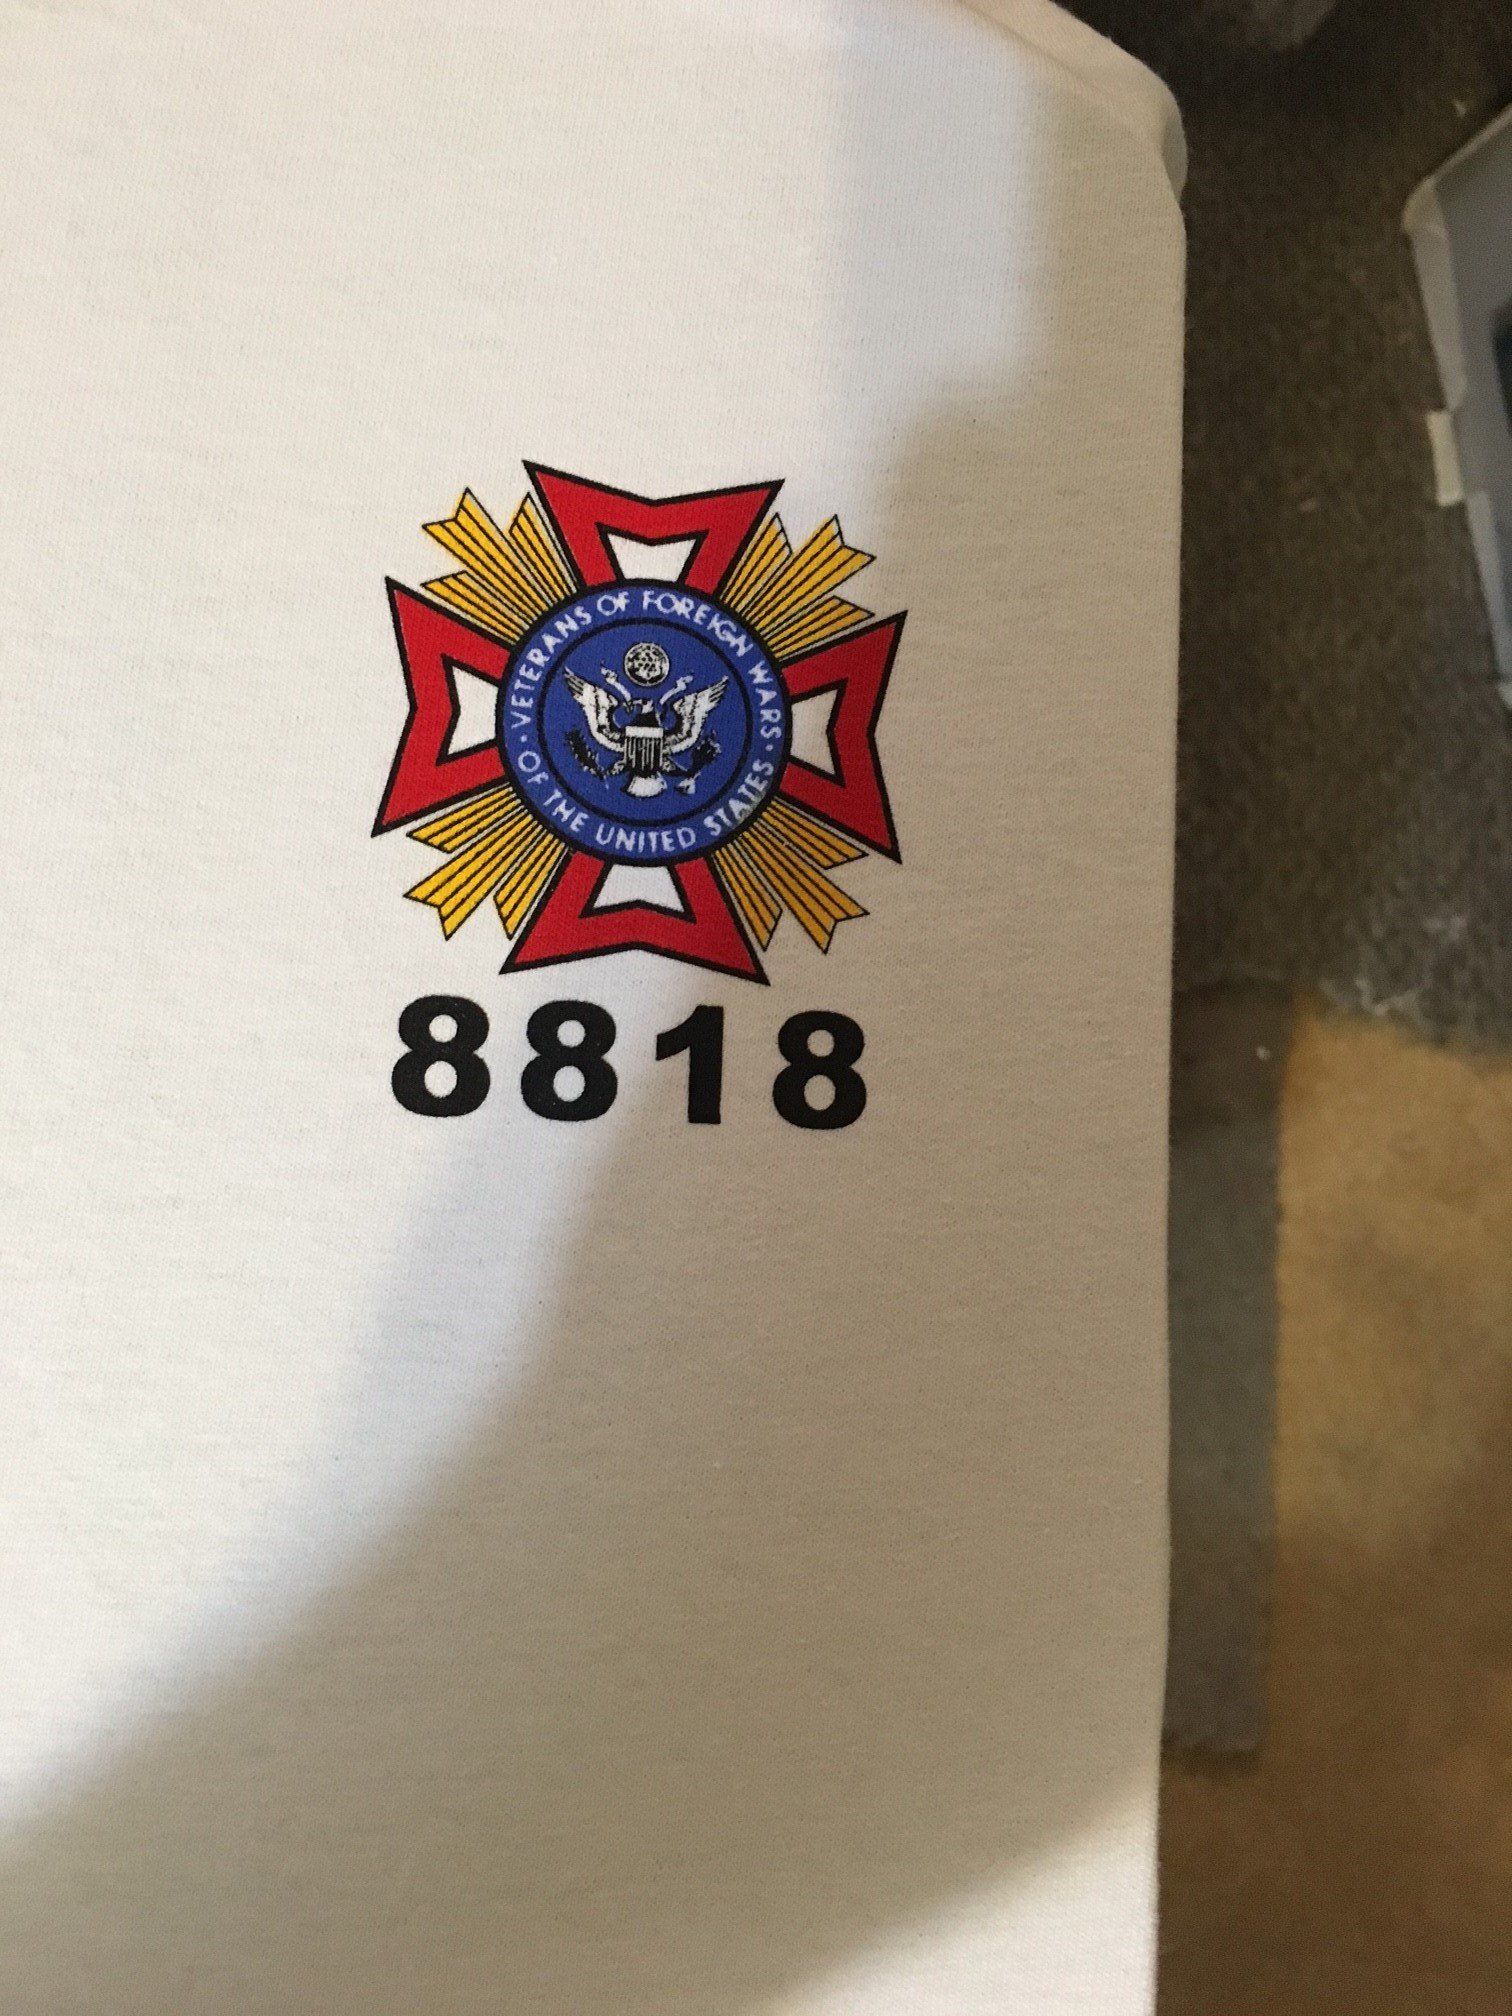 VETERANS OF FOREIGN WARS
OF THE UNITED STATES
8818